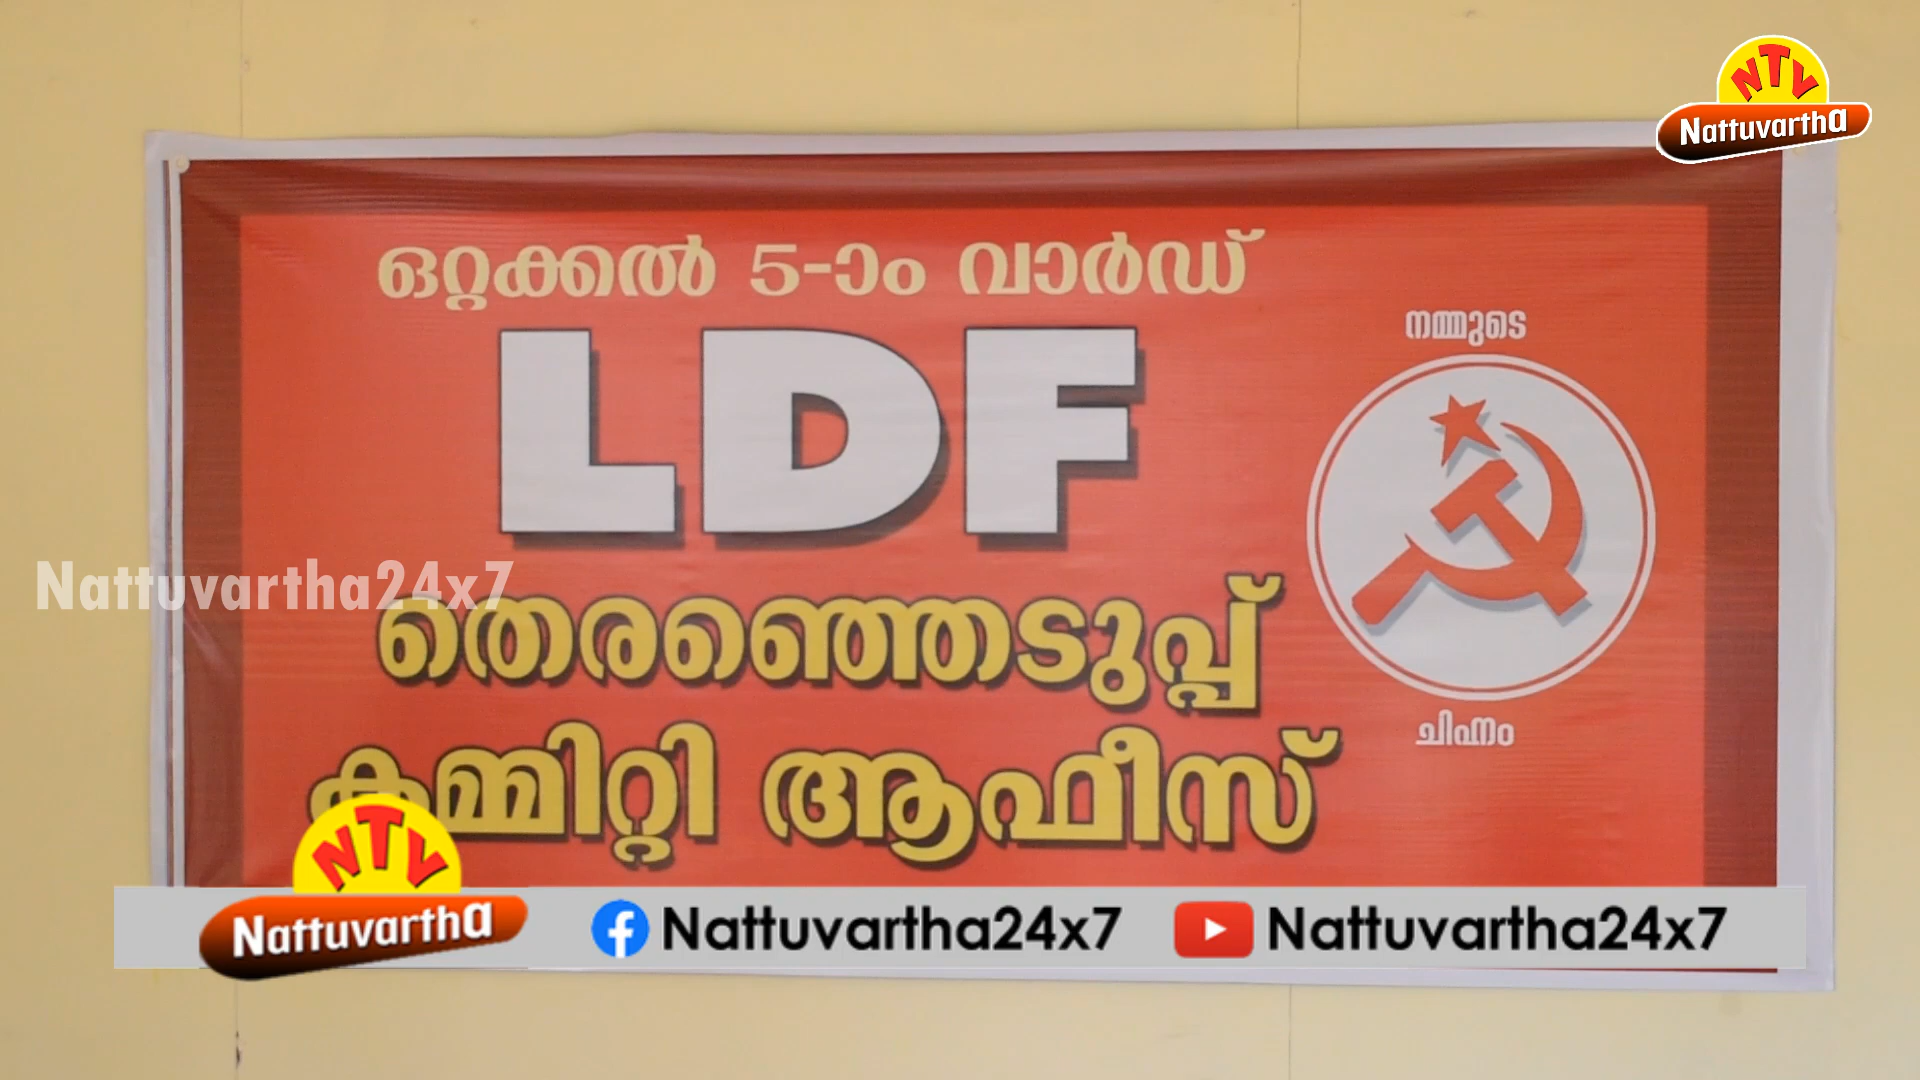 NTV
Nattuvartha
ഒറ്റക്കൽ 5-ാം വാർഡ്
LDF
നമ്മുടെ
ചിഹ്നം
Nattuvartha24x7
തെരഞ്ഞെടുപ്പ്
കമ്മിറ്റി ആഫീസ്
NTV
Nattuvartha
Nattuvartha24x7
Nattuvartha24x7